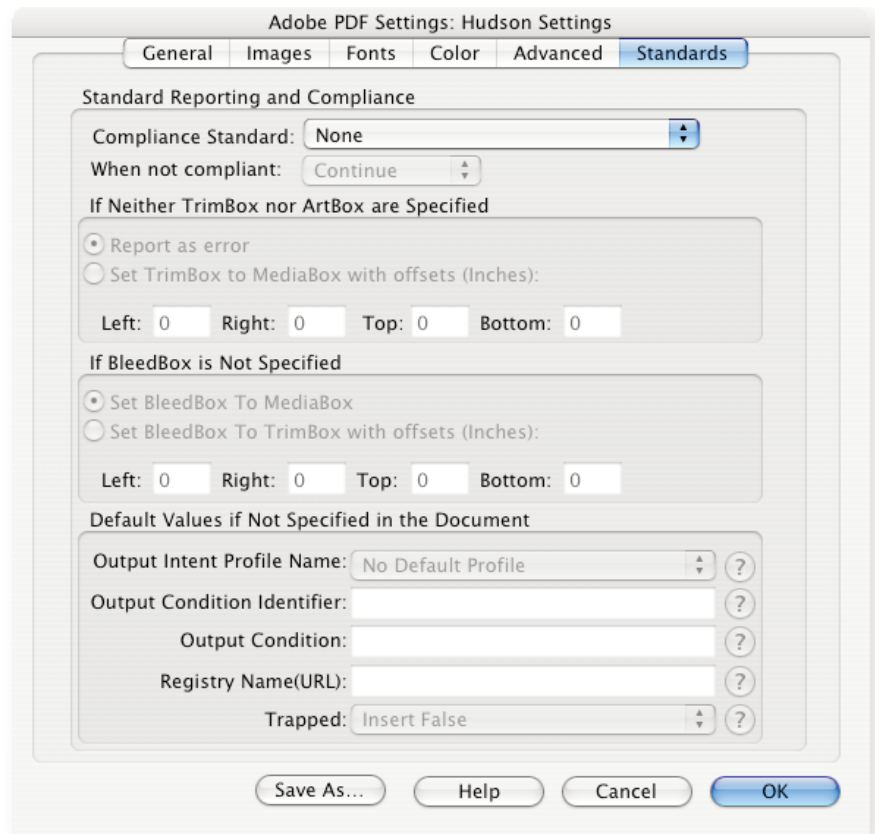 Adobe PDF Settings: Hudson Settings
General Images Fonts Color Advanced Standards
Standard Reporting and Compliance
Compliance Standard: None
When not compliant: Continue
If Neither TrimBox nor ArtBox are Specified
Report as error
Set TrimBox to MediaBox with offsets (Inches):
Left: 0 Right: 0 Top: 0 Bottom: 0
If BleedBox is Not Specified
Set BleedBox To MediaBox
Set BleedBox To TrimBox with offsets (Inches):
Left: 0 Right: 0 Top: 0 Bottom: 0
Default Values if Not Specified in the Document
Output Intent Profile Name: No Default Profile ?
Output Condition Identifier: ?
Output Condition: ?
Registry Name(URL): ?
Trapped: Insert False ?
Save As... Help Cancel OK